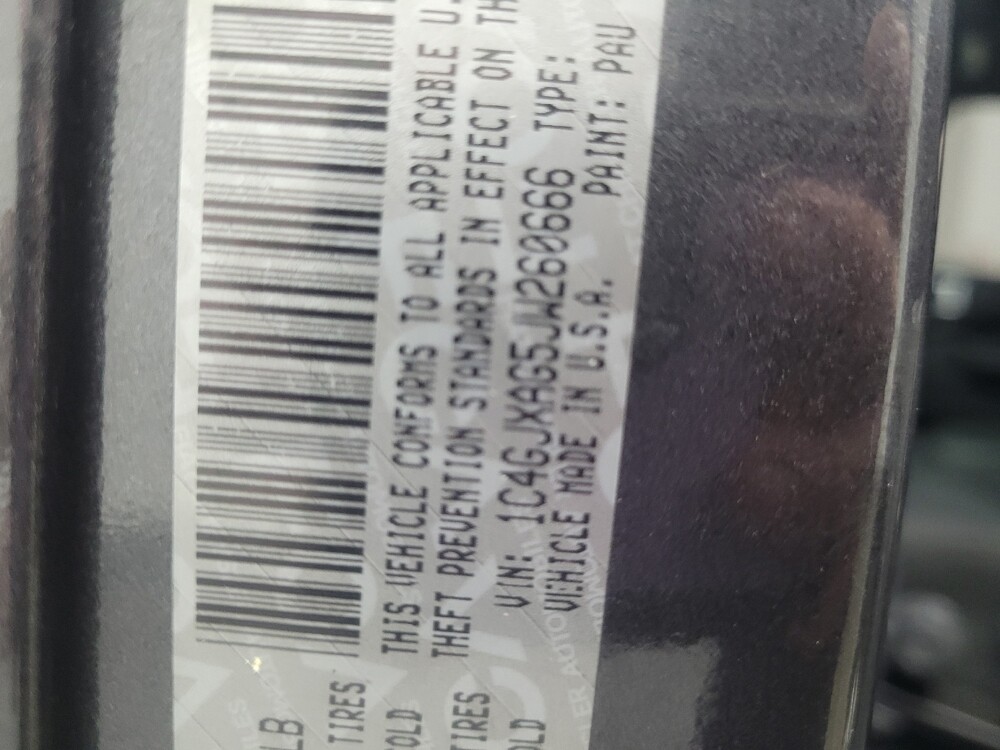 LB
TIRES
COLD THIS VEHICLE CONFORMS TO ALL APPLICABLE U.
TIRES THEFT PREVENTION STANDARDS IN EFFECT ON TH
VIN: 1C4GJXAG5JW260666 TYPE:
OLD VEHICLE MADE IN U.S.A. PAINT: PAU